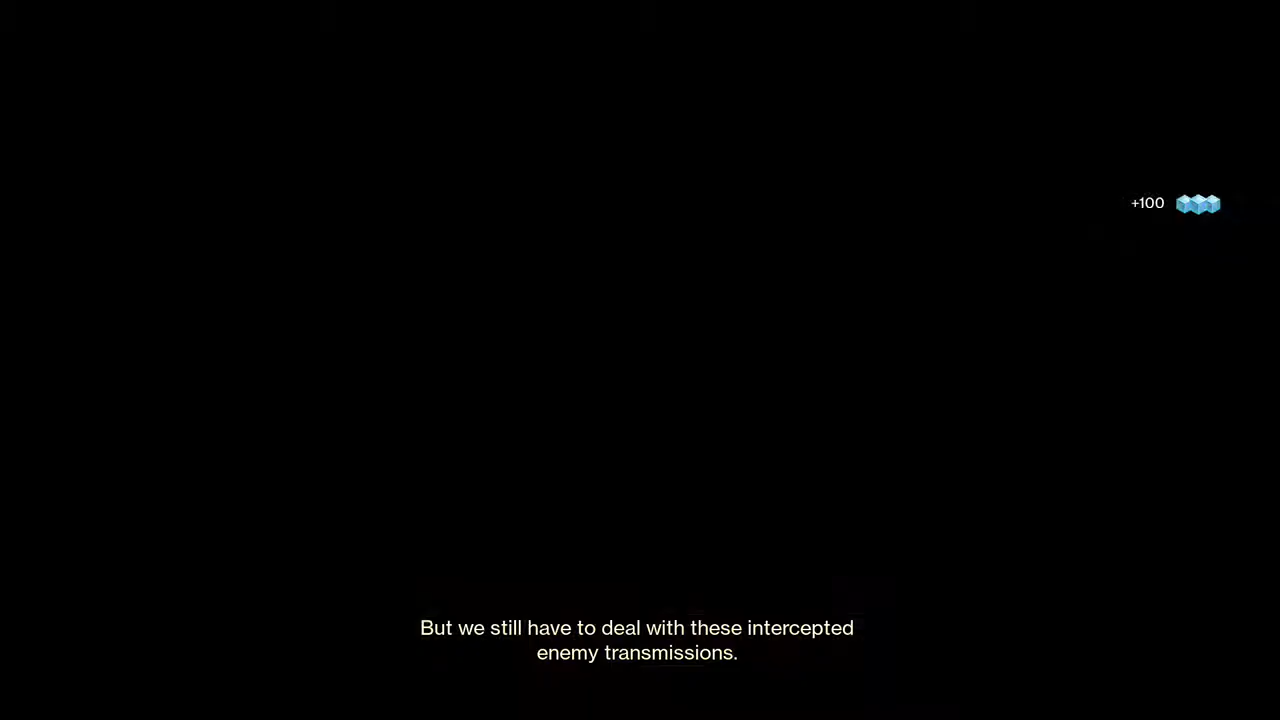 +100
But we still have to deal with these intercepted
enemy transmissions.